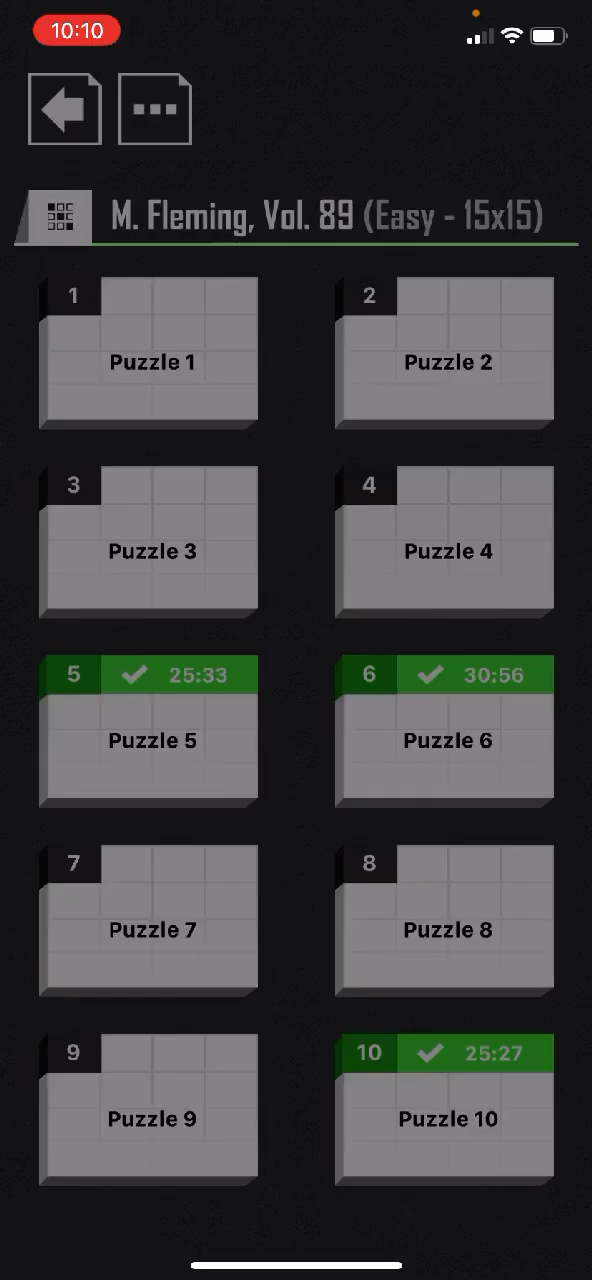 10:10
M. Fleming, Vol. 89 (Easy - 15x15)
1
Puzzle 1
2
Puzzle 2
3
Puzzle 3
4
Puzzle 4
5 25:33
Puzzle 5
6 30:56
Puzzle 6
7
Puzzle 7
8
Puzzle 8
9
Puzzle 9
10 25:27
Puzzle 10